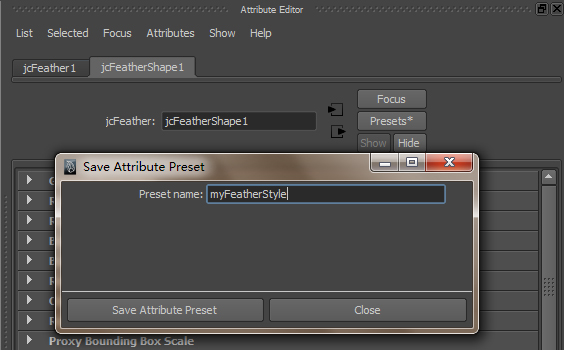 Attribute Editor
List Selected Focus Attributes Show Help
jcFeather1 jcFeatherShape1
Focus
jcFeather: jcFeatherShape1 Presets*
Show Hide
Save Attribute Preset
Preset name: myFeatherStyle
Save Attribute Preset Close
Proxy Bounding Box Scale